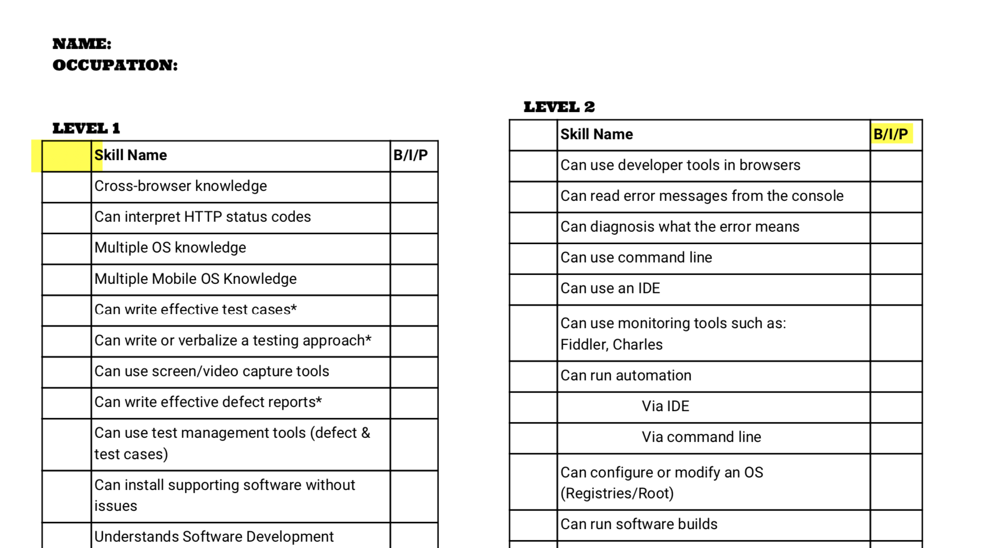 NAME:
OCCUPATION:
LEVEL 1
Skill Name B/I/P
Cross-browser knowledge
Can interpret HTTP status codes
Multiple OS knowledge
Multiple Mobile OS Knowledge
Can write effective test cases*
Can write or verbalize a testing approach*
Can use screen/video capture tools
Can write effective defect reports*
Can use test management tools (defect &
test cases)
Can install supporting software without
issues
Understands Software Development
LEVEL 2
Skill Name B/I/P
Can use developer tools in browsers
Can read error messages from the console
Can diagnosis what the error means
Can use command line
Can use an IDE
Can use monitoring tools such as:
Fiddler, Charles
Can run automation
Via IDE
Via command line
Can configure or modify an OS
(Registries/Root)
Can run software builds